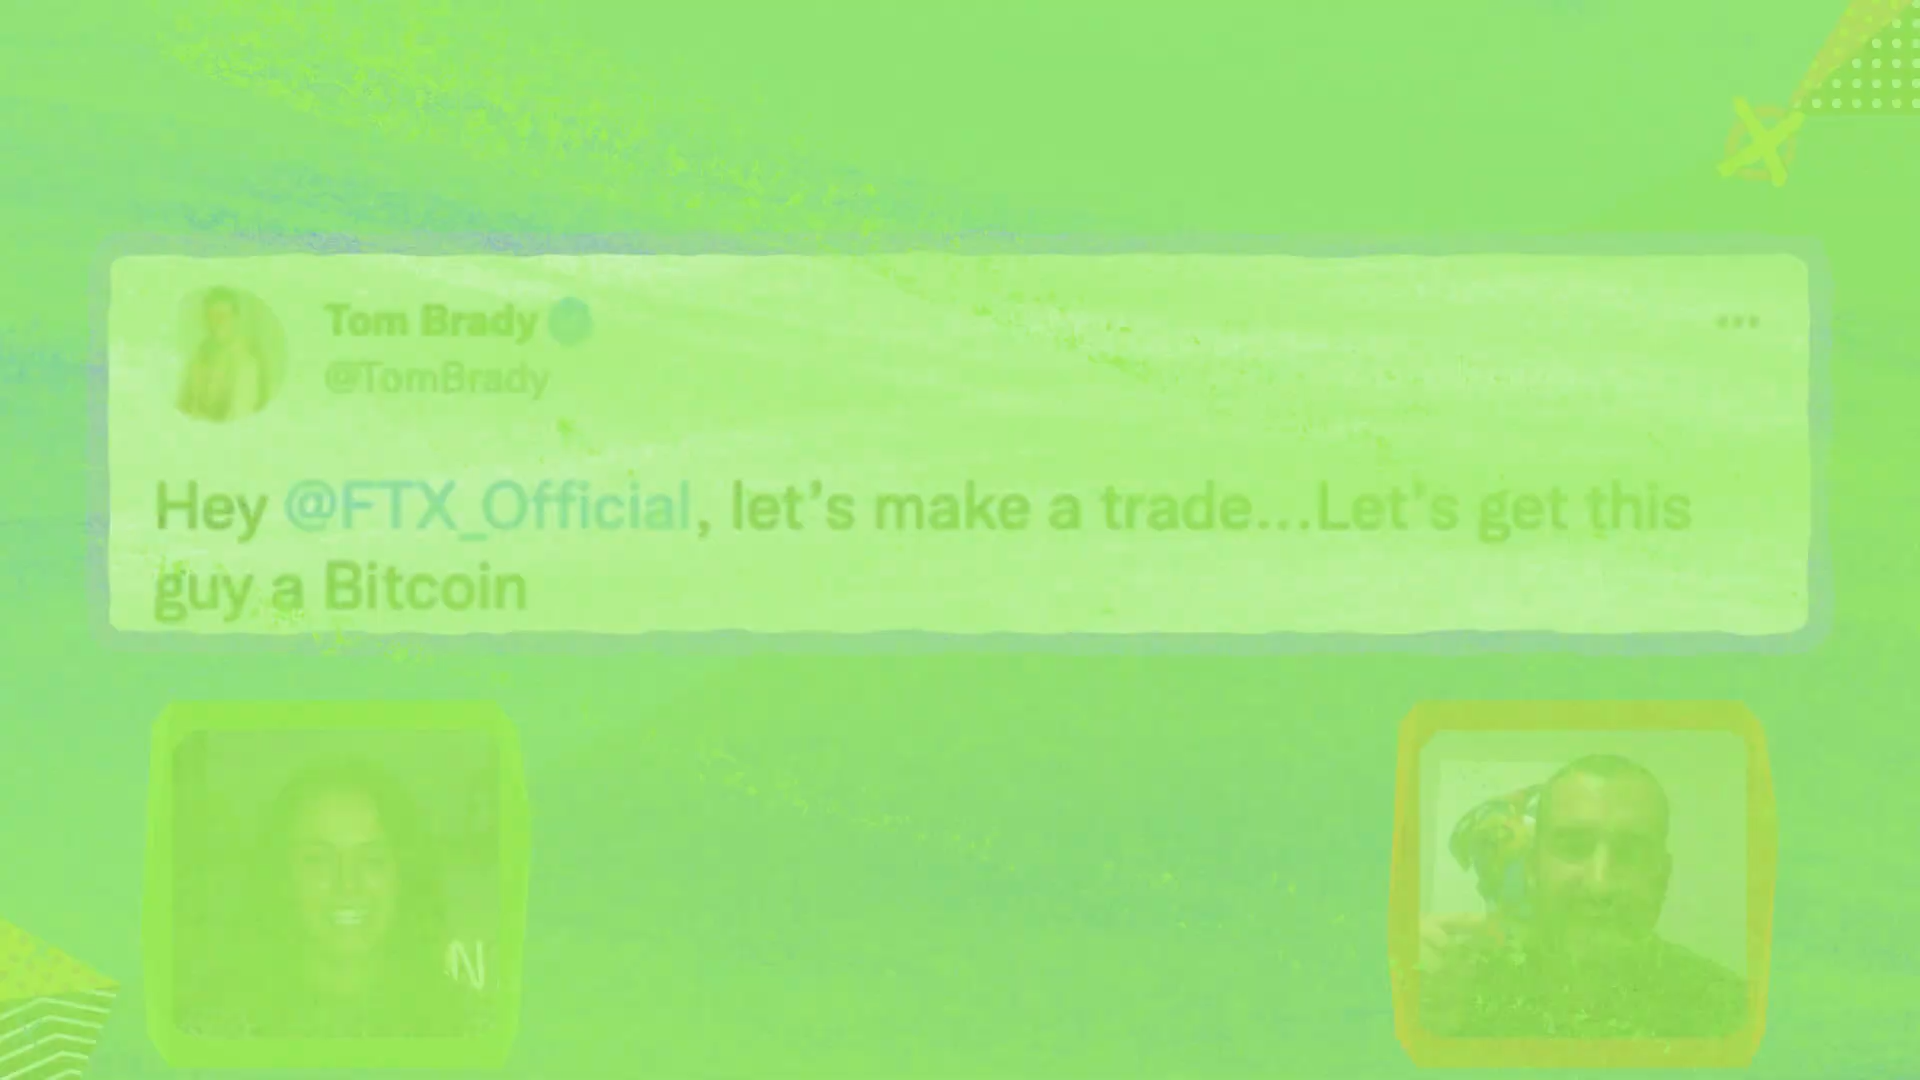 Tom Brady
@TomBrady
Hey @FTX_Official, let's make a trade...Let's get this
guy a Bitcoin
N